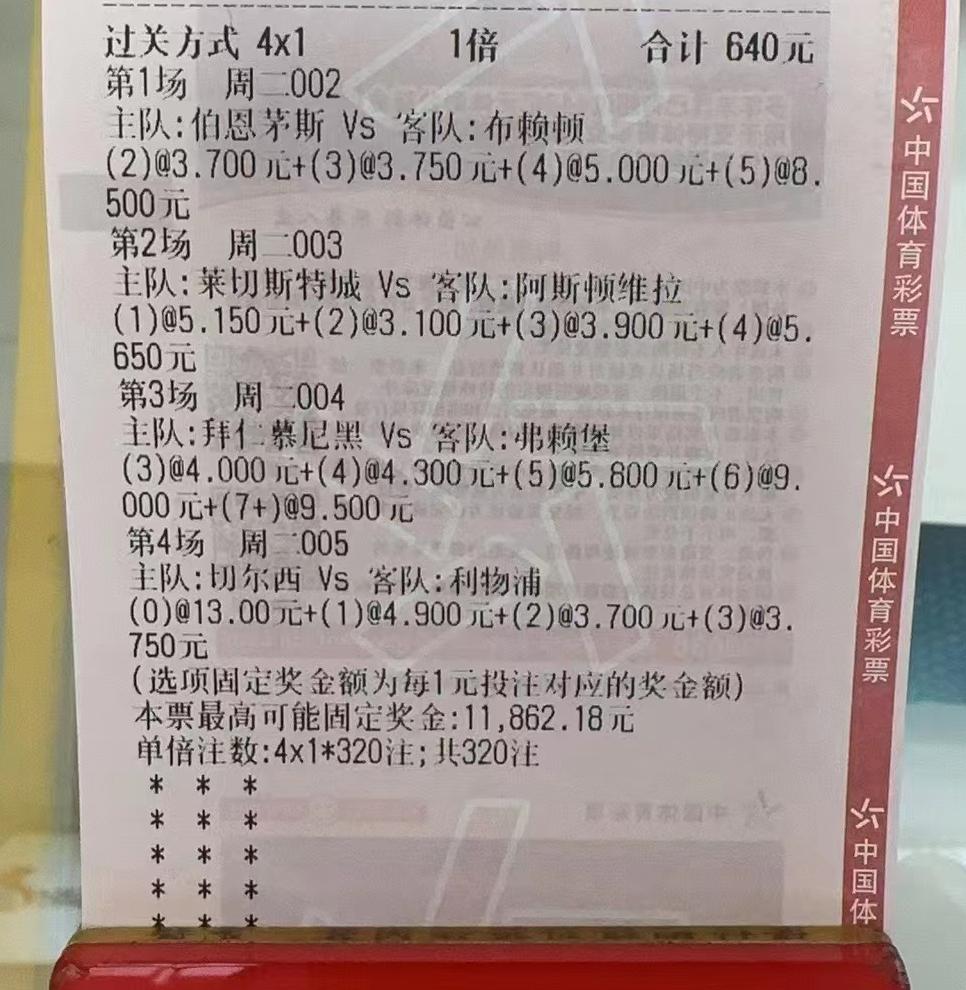 过关方式 4x1 1倍 合计 640元
第1场 周二002
主队:伯恩茅斯 Vs 客队:布赖顿
(2)@3.700元+(3)@3.750元+(4)@5.000元+(5)@8.
500元
第2场 周二003
主队:莱切斯特城 Vs 客队:阿斯顿维拉
(1)@5.150元+(2)@3.100元+(3)@3.900元+(4)@5.
650元
第3场 周二004
主队:拜仁慕尼黑 Vs 客队:弗赖堡
(3)@4.000元+(4)@4.300元+(5)@5.800元+(6)@9.
000元+(7+)@9.500元
第4场 周二005
主队:切尔西 Vs 客队:利物浦
(0)@13.00元+(1)@4.900元+(2)@3.700元+(3)@3.
750元
(选项固定奖金额为每1元投注对应的奖金额)
本票最高可能固定奖金:11,862.18元
单倍注数:4x1*320注;共320注
* * *
* * *
* * *
* * *
* * *
中国体育彩票
中国体育彩票
中国体